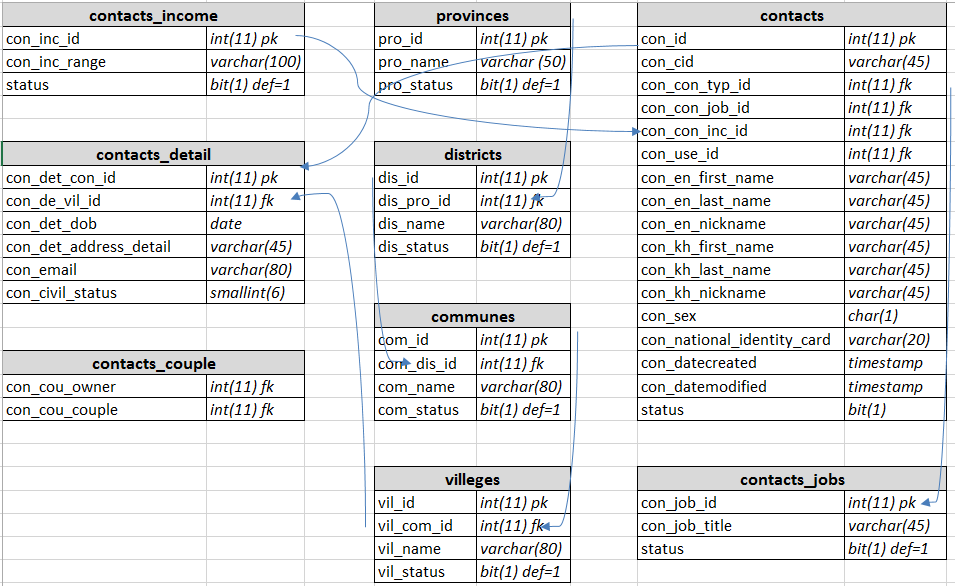 contacts_income
con_inc_id int(11) pk
con_inc_range varchar(100)
status bit(1) def=1
contacts_detail
con_det_con_id int(11) pk
con_de_vil_id int(11) fk
con_det_dob date
con_det_address_detail varchar(45)
con_email varchar(80)
con_civil_status smallint(6)
contacts_couple
con_cou_owner int(11) fk
con_cou_couple int(11) fk
provinces
pro_id int(11) pk
pro_name varchar (50)
pro_status bit(1) def=1
districts
dis_id int(11) pk
dis_pro_id int(11) fk
dis_name varchar(80)
dis_status bit(1) def=1
communes
com_id int(11) pk
com_dis_id int(11) fk
com_name varchar(80)
com_status bit(1) def=1
villeges
vil_id int(11) pk
vil_com_id int(11) fk
vil_name varchar(80)
vil_status bit(1) def=1
contacts
con_id int(11) pk
con_cid varchar(45)
con_con_typ_id int(11) fk
con_con_job_id int(11) fk
con_con_inc_id int(11) fk
con_use_id int(11) fk
con_en_first_name varchar(45)
con_en_last_name varchar(45)
con_en_nickname varchar(45)
con_kh_first_name varchar(45)
con_kh_last_name varchar(45)
con_kh_nickname varchar(45)
con_sex char(1)
con_national_identity_card varchar(20)
con_datecreated timestamp
con_datemodified timestamp
status bit(1)
contacts_jobs
con_job_id int(11) pk
con_job_title varchar(45)
status bit(1) def=1